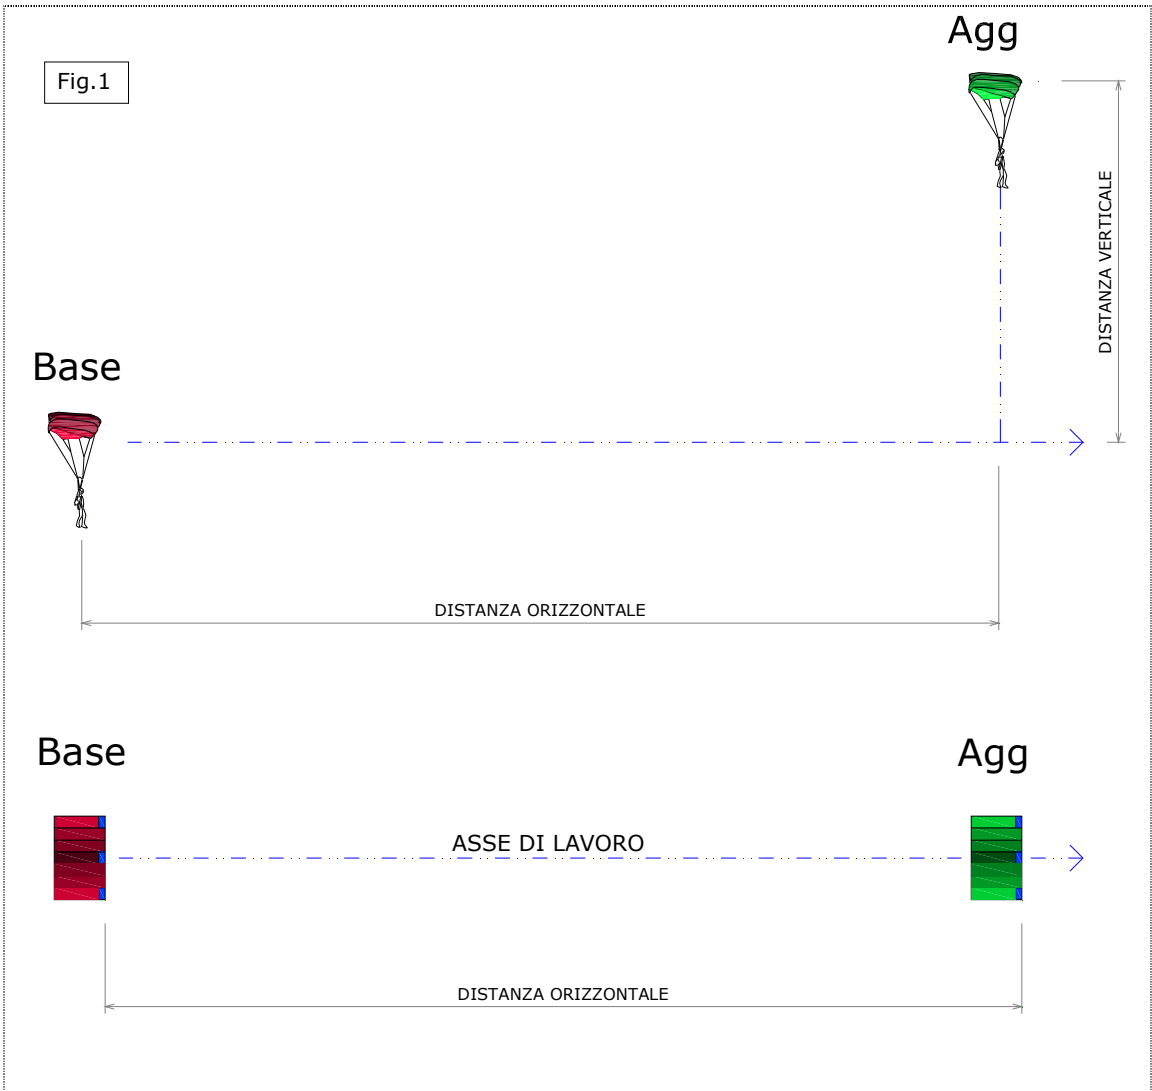 Agg
Fig.1
DISTANZA VERTICALE
Base
DISTANZA ORIZZONTALE
Base
Agg
ASSE DI LAVORO
DISTANZA ORIZZONTALE